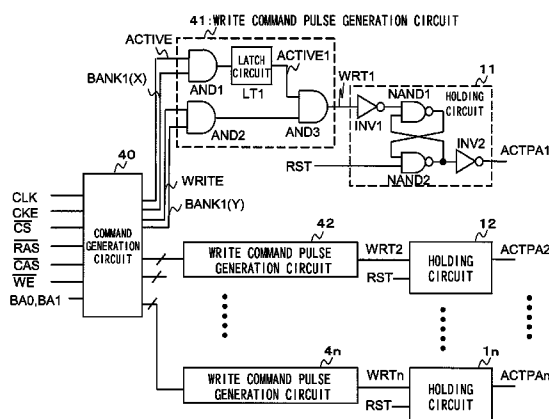 41:WRITE COMMAND PULSE GENERATION CIRCUIT
ACTIVE
LATCH
CIRCUIT
ACTIVE1
BANK1(X)
AND1
LT1
WRT1
NAND1
11
HOLDING
CIRCUIT
AND2
AND3
INV1
INV2
ACTPA1
40
WRITE
RST
NAND2
BANK1(Y)
CLK
CKE
CS
RAS
CAS
WE
BA0,BA1
COMMAND
GENERATION
CIRCUIT
42
WRITE COMMAND PULSE
GENERATION CIRCUIT
WRT2
RST
12
HOLDING
CIRCUIT
ACTPA2
4n
WRITE COMMAND PULSE
GENERATION CIRCUIT
WRTn
RST
1n
HOLDING
CIRCUIT
ACTPAn